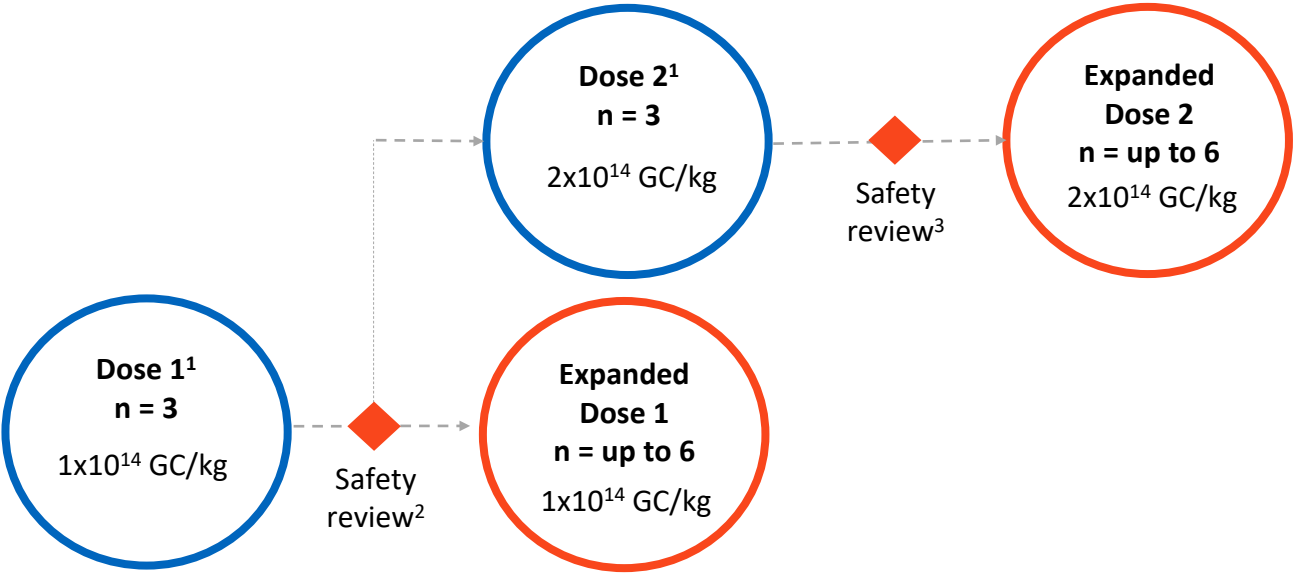 Dose 2¹
n = 3
2x10¹⁴ GC/kg
Safety
review³
Expanded
Dose 2
n = up to 6
2x10¹⁴ GC/kg
Dose 1¹
n = 3
1x10¹⁴ GC/kg
Safety
review²
Expanded
Dose 1
n = up to 6
1x10¹⁴ GC/kg